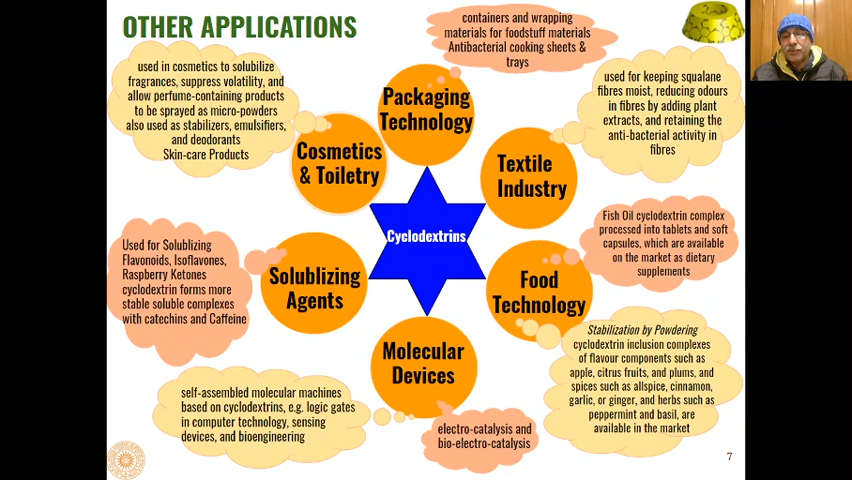 OTHER APPLICATIONS
containers and wrapping
materials for foodstuff materials
Antibacterial cooking sheets &
trays
used in cosmetics to solubilize
fragrances, suppress volatility, and
allow perfume-containing products
to be sprayed as micro-powders
also used as stabilizers, emulsifiers,
and deodorants
Skin-care Products
Packaging
Technology
used for keeping squalane
fibres moist, reducing odours
in fibres by adding plant
extracts, and retaining the
anti-bacterial activity in
fibres
Cosmetics
& Toiletry
Textile
Industry
Cyclodextrins
Used for Solublizing
Flavonoids, Isoflavones,
Raspberry Ketones
cyclodextrin forms more
stable soluble complexes
with catechins and Caffeine
Solublizing
Agents
Food
Technology
Fish Oil cyclodextrin complex
processed into tablets and soft
capsules, which are available
on the market as dietary
supplements
Stabilization by Powdering
cyclodextrin inclusion complexes
of flavour components such as
apple, citrus fruits, and plums, and
spices such as allspice, cinnamon,
garlic, or ginger, and herbs such as
peppermint and basil, are
available in the market
Molecular
Devices
self-assembled molecular machines
based on cyclodextrins, e.g. logic gates
in computer technology, sensing
devices, and bioengineering
electro-catalysis and
bio-electro-catalysis
7